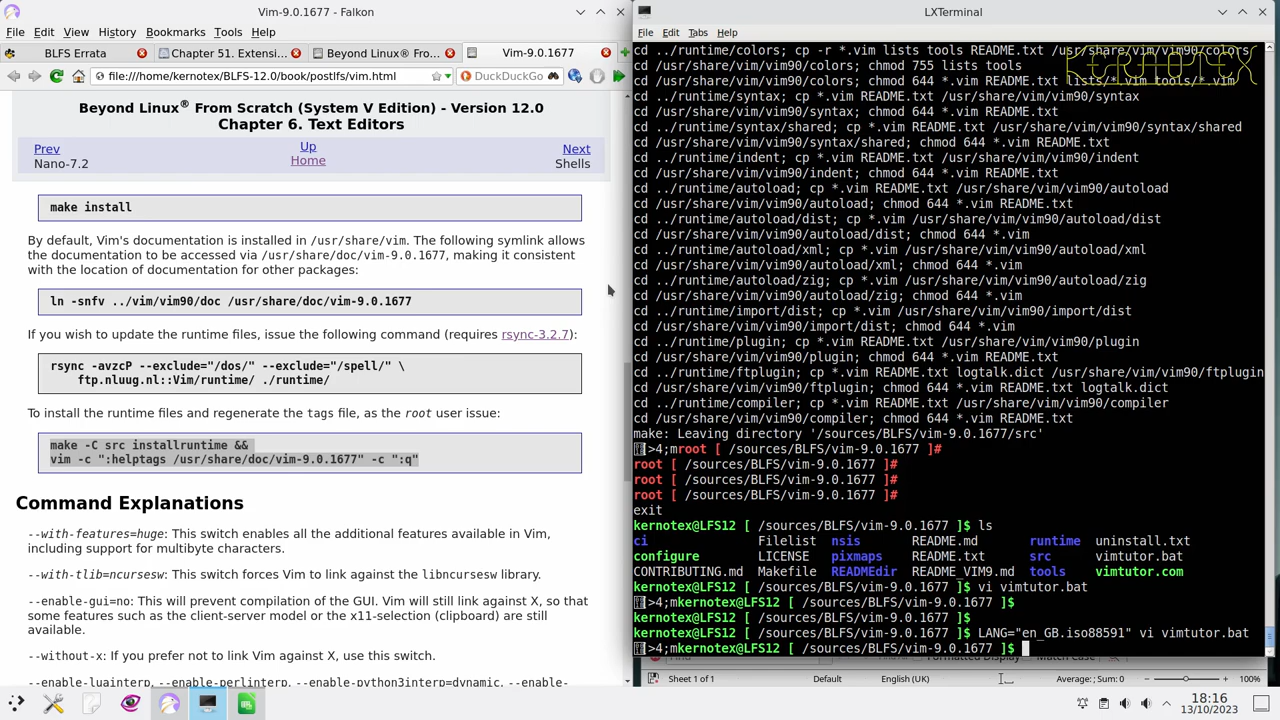 Vim-9.0.1677 - Falkon
File Edit View History Bookmarks Tools Help
BLFS Errata
Chapter 51. Extensi...
Beyond Linux® Fro...
Vim-9.0.1677
file:///home/kernotex/BLFS-12.0/book/postlfs/vim.html
DuckDuckGo
Beyond Linux® From Scratch (System V Edition) - Version 12.0
Chapter 6. Text Editors
Prev Up Next
Nano-7.2 Home Shells
make install
By default, Vim's documentation is installed in /usr/share/vim. The following symlink allows
the documentation to be accessed via /usr/share/doc/vim-9.0.1677, making it consistent
with the location of documentation for other packages:
ln -snfv ../vim/vim90/doc /usr/share/doc/vim-9.0.1677
If you wish to update the runtime files, issue the following command (requires rsync-3.2.7):
rsync -avzcP --exclude="/dos/" --exclude="/spell/" \
ftp.nluug.nl::Vim/runtime/ ./runtime/
To install the runtime files and regenerate the tags file, as the root user issue:
make -C src installruntime &&
vim -c ":helptags /usr/share/doc/vim-9.0.1677" -c ":q"
Command Explanations
--with-features=huge: This switch enables all the additional features available in Vim,
including support for multibyte characters.
--with-tlib=ncursesw: This switch forces Vim to link against the libncursesw library.
--enable-gui=no: This will prevent compilation of the GUI. Vim will still link against X, so that
some features such as the client-server model or the x11-selection (clipboard) are still
available.
--without-x: If you prefer not to link Vim against X, use this switch.
--enable-luainterp, --enable-perlinterp, --enable-python3interp=dynamic, --enable-
LXTerminal
File Edit Tabs Help
cd ../runtime/colors; cp -r *.vim lists tools README.txt /usr/share/vim/vim90/colors
cd ../runtime/colors; chmod 755 lists tools
cd ../runtime/colors; chmod 644 *.vim README.txt lists/*.vim tools/*.vim
KERNOTEX
cd ../runtime/syntax; cp *.vim README.txt /usr/share/vim/vim90/syntax
cd /usr/share/vim/vim90/syntax; chmod 644 *.vim README.txt
cd ../runtime/syntax/shared; cp *.vim README.txt /usr/share/vim/vim90/syntax/shared
cd /usr/share/vim/vim90/syntax/shared; chmod 644 *.vim README.txt
cd ../runtime/indent; cp *.vim README.txt /usr/share/vim/vim90/indent
cd /usr/share/vim/vim90/indent; chmod 644 *.vim README.txt
cd ../runtime/autoload; cp *.vim README.txt /usr/share/vim/vim90/autoload
cd /usr/share/vim/vim90/autoload; chmod 644 *.vim README.txt
cd ../runtime/autoload/dist; cp *.vim /usr/share/vim/vim90/autoload/dist
cd /usr/share/vim/vim90/autoload/dist; chmod 644 *.vim
cd ../runtime/autoload/xml; cp *.vim /usr/share/vim/vim90/autoload/xml
cd /usr/share/vim/vim90/autoload/xml; chmod 644 *.vim
cd ../runtime/autoload/zig; cp *.vim /usr/share/vim/vim90/autoload/zig
cd /usr/share/vim/vim90/autoload/zig; chmod 644 *.vim
cd ../runtime/import/dist; cp *.vim /usr/share/vim/vim90/import/dist
cd /usr/share/vim/vim90/import/dist; chmod 644 *.vim
cd ../runtime/plugin; cp *.vim README.txt /usr/share/vim/vim90/plugin
cd /usr/share/vim/vim90/plugin; chmod 644 *.vim README.txt
cd ../runtime/ftplugin; cp *.vim README.txt logtalk.dict /usr/share/vim/vim90/ftplugin
cd /usr/share/vim/vim90/ftplugin; chmod 644 *.vim README.txt logtalk.dict
cd ../runtime/compiler; cp *.vim README.txt /usr/share/vim/vim90/compiler
cd /usr/share/vim/vim90/compiler; chmod 644 *.vim README.txt
make: Leaving directory '/sources/BLFS/vim-9.0.1677/src'
[>4;mroot [ /sources/BLFS/vim-9.0.1677 ]#
root [ /sources/BLFS/vim-9.0.1677 ]#
root [ /sources/BLFS/vim-9.0.1677 ]#
root [ /sources/BLFS/vim-9.0.1677 ]#
exit
kernotex@LFS12 [ /sources/BLFS/vim-9.0.1677 ]$ ls
ci Filelist nsis README.md runtime uninstall.txt
configure LICENSE pixmaps README.txt src vimtutor.bat
CONTRIBUTING.md Makefile READMEdir README_VIM9.md tools vimtutor.com
kernotex@LFS12 [ /sources/BLFS/vim-9.0.1677 ]$ vi vimtutor.bat
[>4;mkernotex@LFS12 [ /sources/BLFS/vim-9.0.1677 ]$
kernotex@LFS12 [ /sources/BLFS/vim-9.0.1677 ]$
kernotex@LFS12 [ /sources/BLFS/vim-9.0.1677 ]$ LANG="en_GB.iso88591" vi vimtutor.bat
[>4;mkernotex@LFS12 [ /sources/BLFS/vim-9.0.1677 ]$
Sheet 1 of 1 Default English (UK) Average: ; Sum: 0 100%
18:16
13/10/2023